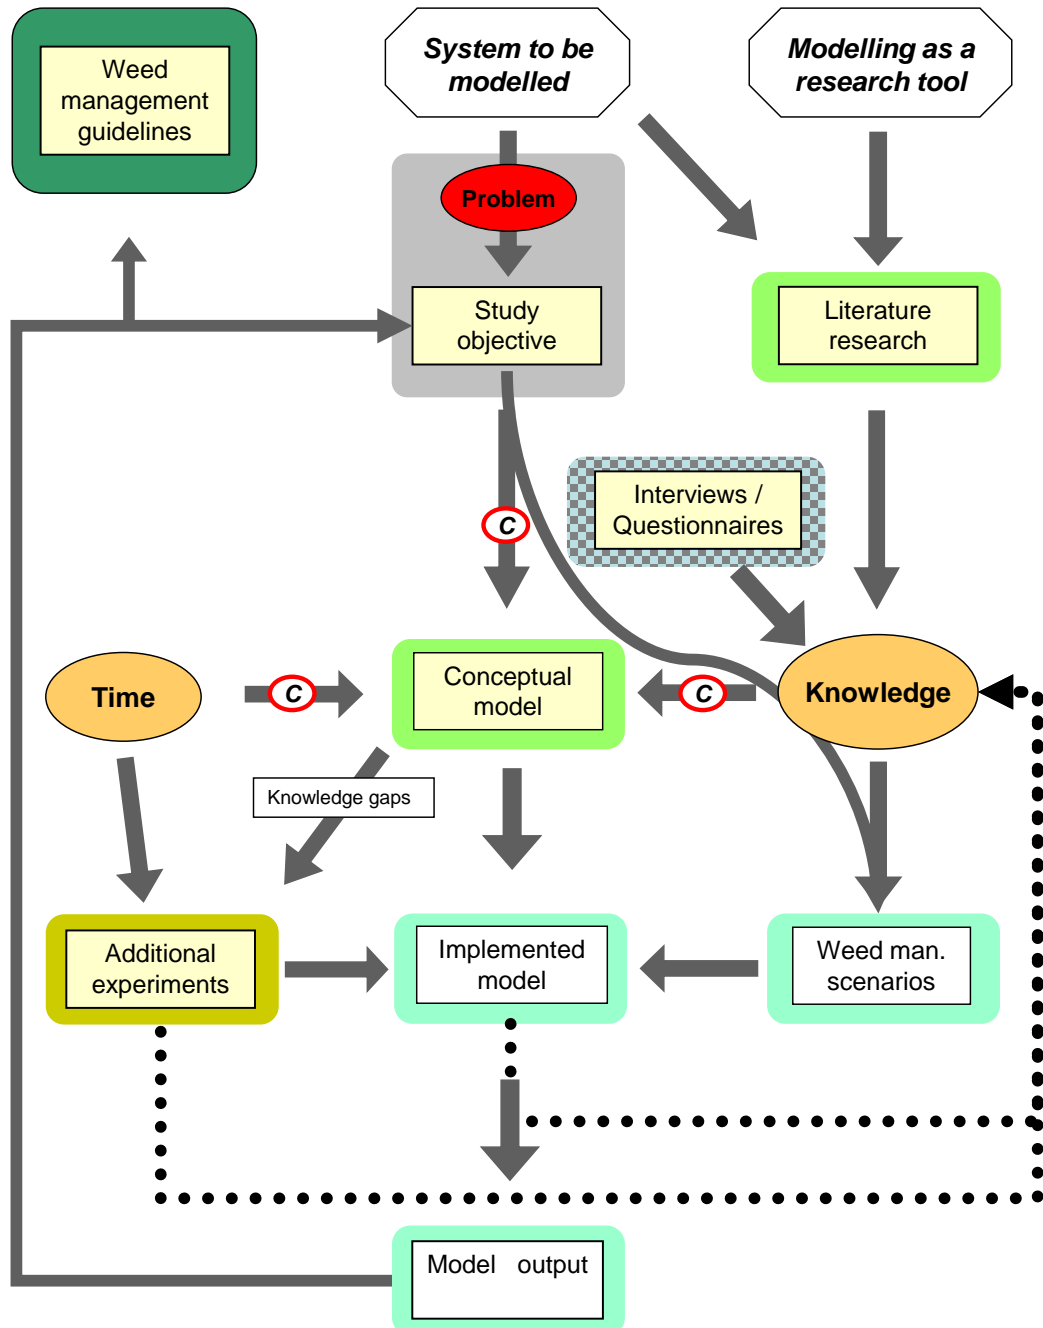 Weed
management
guidelines
System to be
modelled
Modelling as a
research tool
Problem
Study
objective
Literature
research
Interviews /
Questionnaires
C
Time
C
Conceptual
model
C
Knowledge
Knowledge gaps
Additional
experiments
Implemented
model
Weed man.
scenarios
Model output